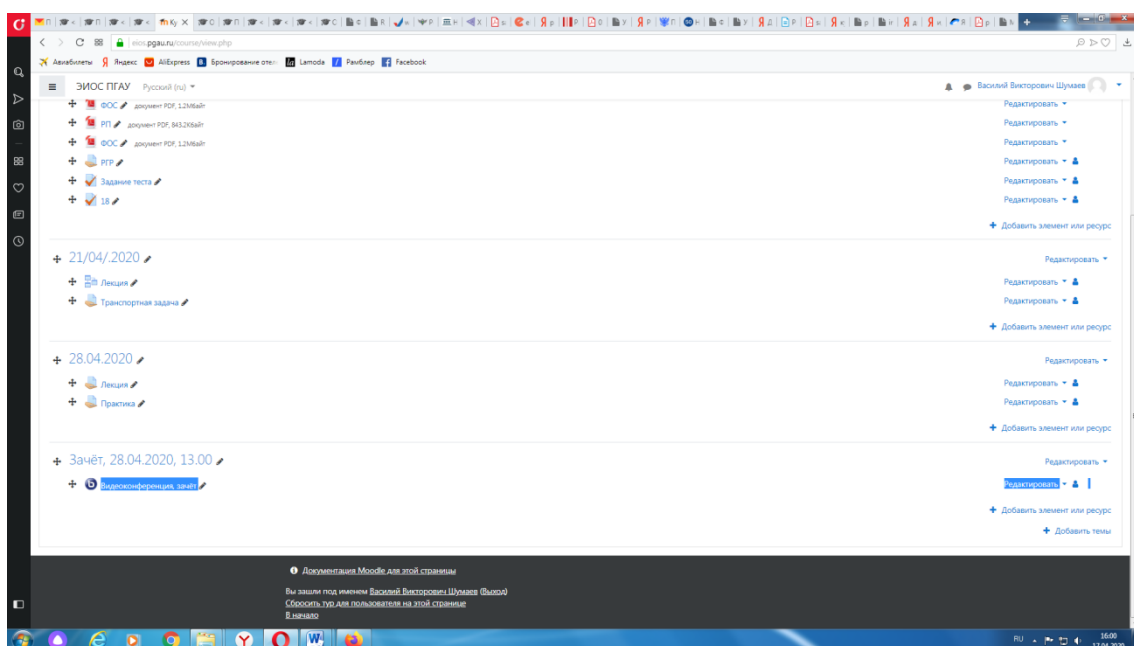 eios.pgau.ru/course/view.php
Авиабилеты Яндекс AliExpress Бронирование отел Lamoda Рамблер Facebook
ЭИОС ПГАУ Русский (ru) Василий Викторович Шумаев
ФОС документ PDF, 1.2Мбайт Редактировать
РП документ PDF, 843.2Кбайт Редактировать
ФОС документ PDF, 1.2Мбайт Редактировать
РГР Редактировать
Задание теста Редактировать
18 Редактировать
+ Добавить элемент или ресурс
21/04/.2020 Редактировать
Лекция Редактировать
Транспортная задача Редактировать
+ Добавить элемент или ресурс
28.04.2020 Редактировать
Лекция Редактировать
Практика Редактировать
+ Добавить элемент или ресурс
Зачёт, 28.04.2020, 13.00 Редактировать
Видеоконференция, зачёт Редактировать
+ Добавить элемент или ресурс
+ Добавить темы
Документация Moodle для этой страницы
Вы зашли под именем Василий Викторович Шумаев (Выход)
Сбросить тур для пользователя на этой странице
В начало
RU 16:00
17.04.2020